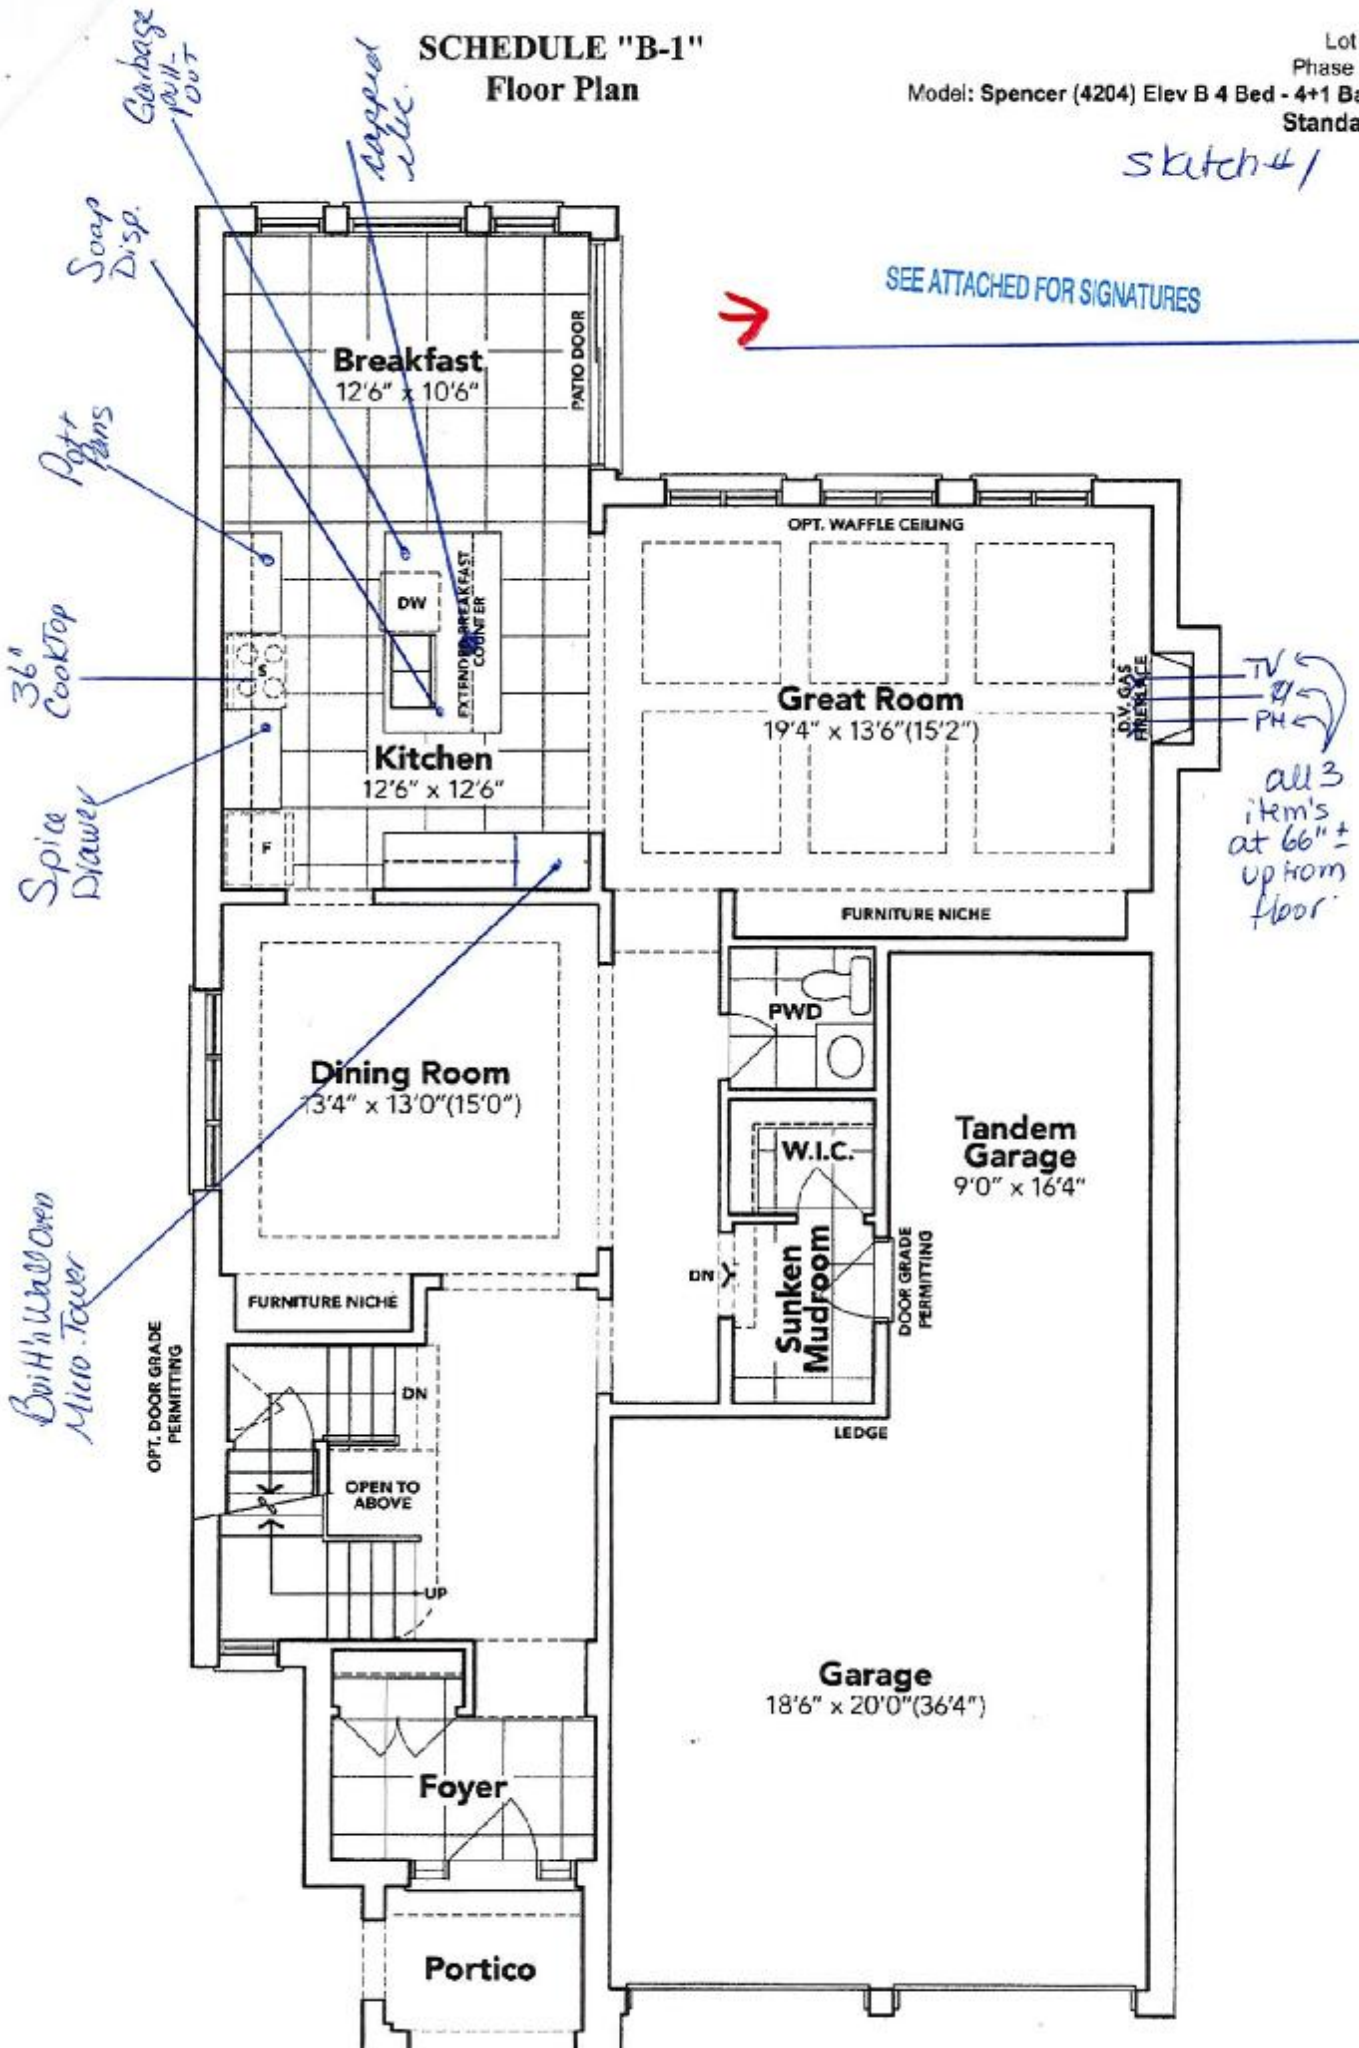 SCHEDULE "B-1"
Floor Plan
Lot
Phase
Model: Spencer (4204) Elev B 4 Bed - 4+1 Ba
Standa
sketch #1
SEE ATTACHED FOR SIGNATURES
Garbage
Pull-
OUT
capped
elec.
Soap
Disp.
Pot+
Pans
36"
CookTop
Spice
Drawer
Built'n Wall Oven
Micro. Tower
Breakfast
12'6" x 10'6"
PATIO DOOR
OPT. WAFFLE CEILING
DW
EXTENDED BREAKFAST
COUNTER
S
Kitchen
12'6" x 12'6"
F
Great Room
19'4" x 13'6"(15'2")
D.V. GAS
FIREPLACE
TV
PH
all 3
item's
at 66" ±
up from
floor.
FURNITURE NICHE
PWD
Dining Room
13'4" x 13'0"(15'0")
W.I.C.
Tandem
Garage
9'0" x 16'4"
DN
Sunken
Mudroom
DOOR GRADE
PERMITTING
FURNITURE NICHE
OPT. DOOR GRADE
PERMITTING
DN
LEDGE
OPEN TO
ABOVE
UP
Garage
18'6" x 20'0"(36'4")
Foyer
Portico